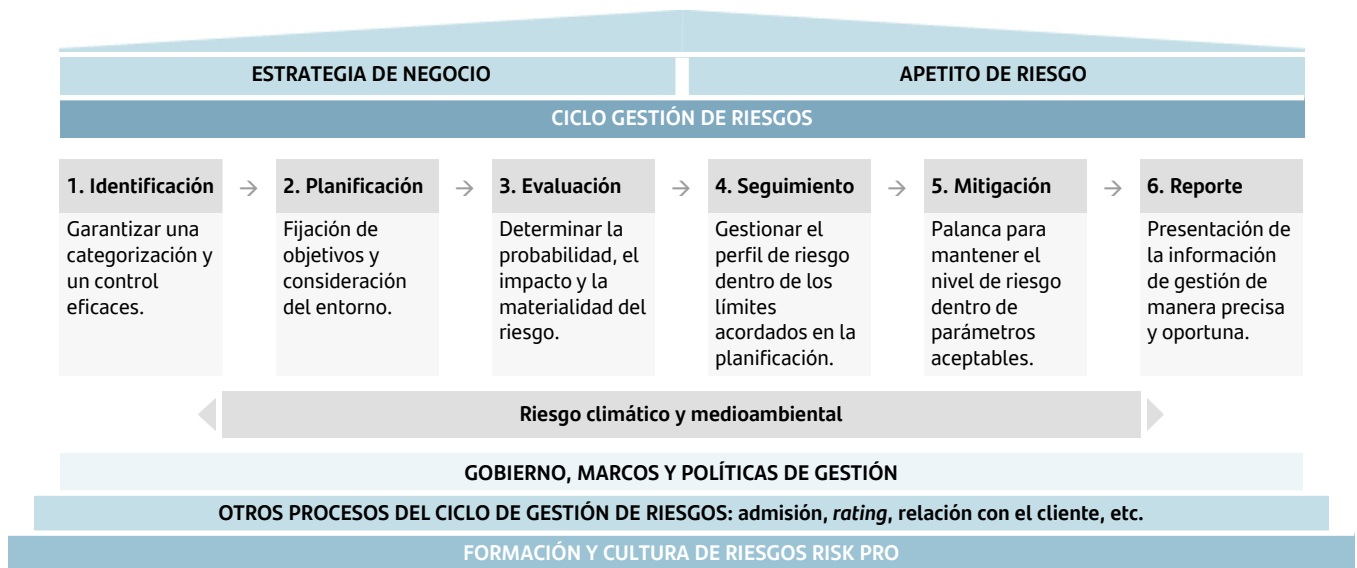 ESTRATEGIA DE NEGOCIO
APETITO DE RIESGO
CICLO GESTIÓN DE RIESGOS
1. Identificación
Garantizar una
categorización y
un control
eficaces.
→
2. Planificación
Fijación de
objetivos y
consideración
del entorno.
→
3. Evaluación
Determinar la
probabilidad, el
impacto y la
materialidad del
riesgo.
→
4. Seguimiento
Gestionar el
perfil de riesgo
dentro de los
límites
acordados en la
planificación.
→
5. Mitigación
Palanca para
mantener el
nivel de riesgo
dentro de
parámetros
aceptables.
→
6. Reporte
Presentación de
la información
de gestión de
manera precisa
y oportuna.
Riesgo climático y medioambiental
GOBIERNO, MARCOS Y POLÍTICAS DE GESTIÓN
OTROS PROCESOS DEL CICLO DE GESTIÓN DE RIESGOS: admisión, rating, relación con el cliente, etc.
FORMACIÓN Y CULTURA DE RIESGOS RISK PRO